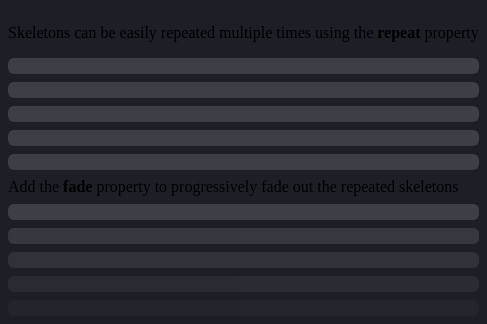 Skeletons can be easily repeated multiple times using the repeat property
Add the fade property to progressively fade out the repeated skeletons